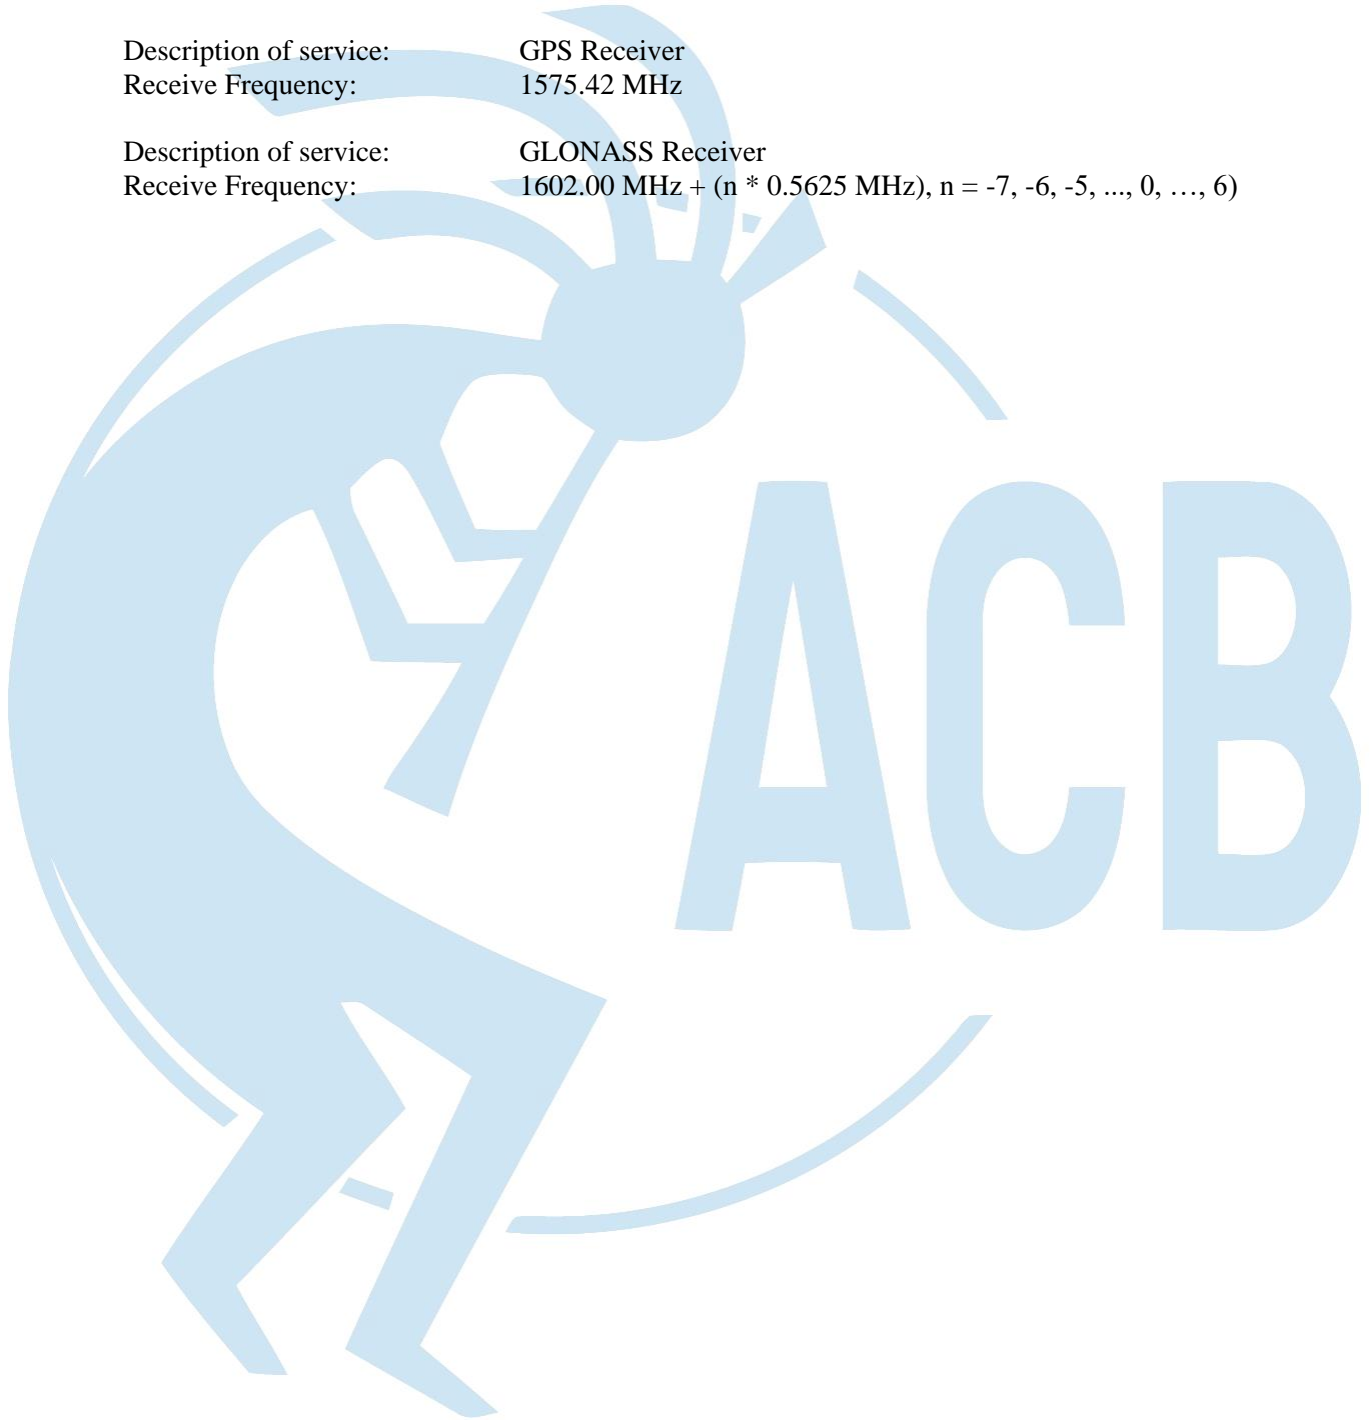 Description of service: GPS Receiver
Receive Frequency: 1575.42 MHz
Description of service: GLONASS Receiver
Receive Frequency: 1602.00 MHz + (n * 0.5625 MHz), n = -7, -6, -5, ..., 0, …, 6)
ACB